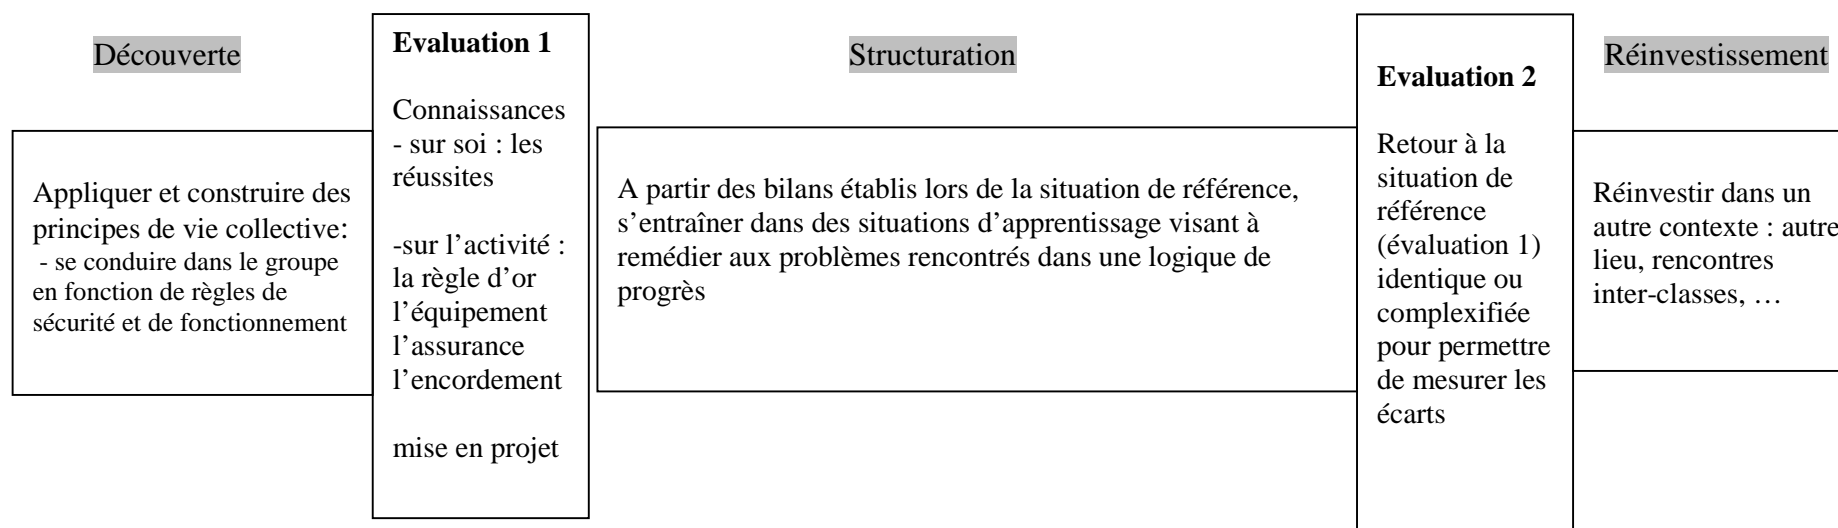 Découverte
Appliquer et construire des
principes de vie collective:
- se conduire dans le groupe
en fonction de règles de
sécurité et de fonctionnement
Evaluation 1
Connaissances
- sur soi : les
réussites
-sur l’activité :
la règle d’or
l’équipement
l’assurance
l’encordement
mise en projet
Structuration
A partir des bilans établis lors de la situation de référence,
s’entraîner dans des situations d’apprentissage visant à
remédier aux problèmes rencontrés dans une logique de
progrès
Evaluation 2
Retour à la
situation de
référence
(évaluation 1)
identique ou
complexifiée
pour permettre
de mesurer les
écarts
Réinvestissement
Réinvestir dans un
autre contexte : autre
lieu, rencontres
inter-classes, …